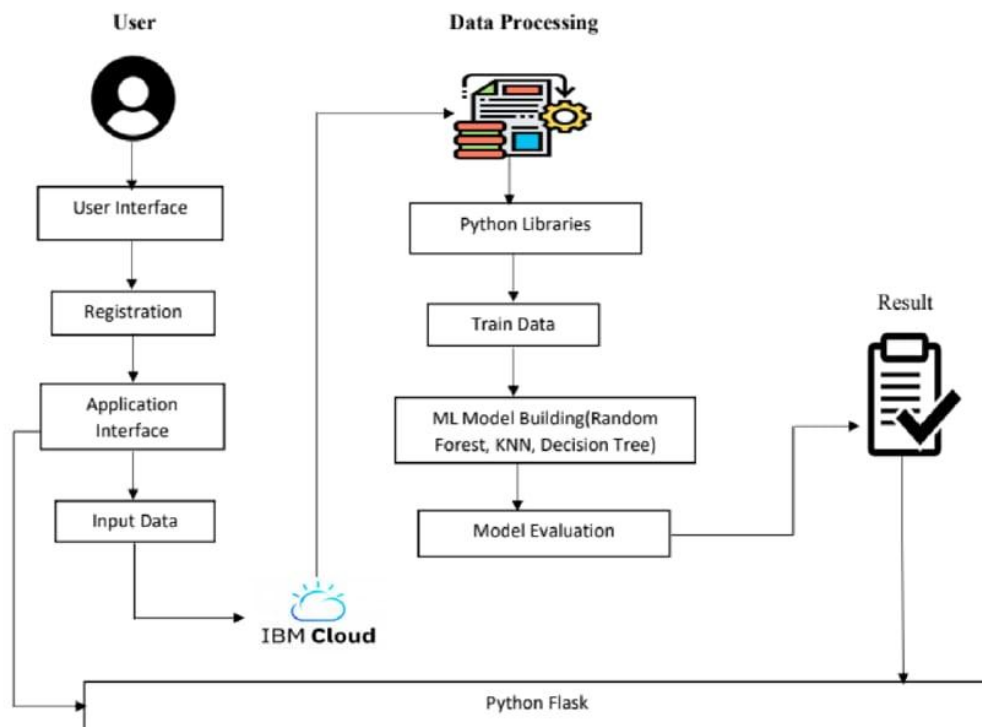 User
User Interface
Registration
Application
Interface
Input Data
IBM Cloud
Data Processing
Python Libraries
Train Data
ML Model Building(Random
Forest, KNN, Decision Tree)
Model Evaluation
Result
Python Flask